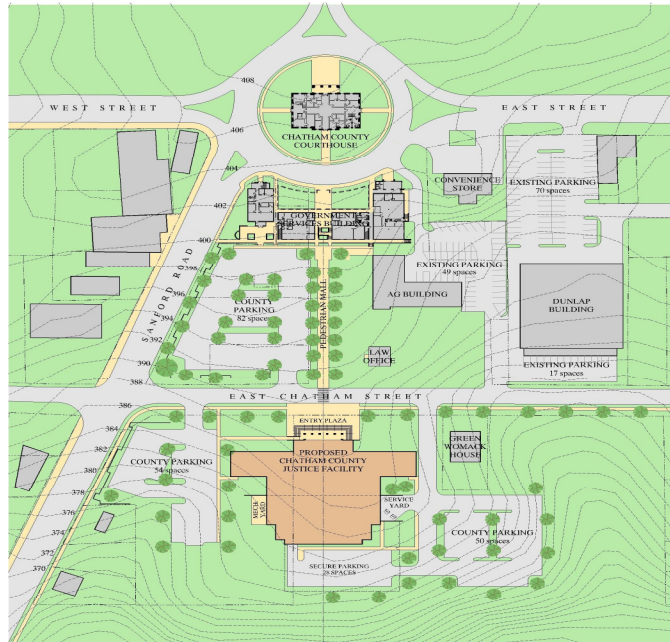 408
WEST STREET
EAST STREET
406
CHATHAM COUNTY
COURTHOUSE
404
CONVENIENCE
STORE
EXISTING PARKING
70 spaces
402
GOVERNMENT
SERVICES BUILDING
400
EXISTING PARKING
49 spaces
398
SANFORD ROAD
396
COUNTY
PARKING
82 spaces
PEDESTRIAN MALL
AG BUILDING
DUNLAP
BUILDING
394
392
LAW
OFFICE
390
EXISTING PARKING
17 spaces
388
EAST CHATHAM STREET
386
384
ENTRY PLAZA
382
PROPOSED
CHATHAM COUNTY
JUSTICE FACILITY
GREEN
WOMACK
HOUSE
COUNTY PARKING
54 spaces
380
378
MECH
YARD
SERVICE
YARD
376
374
COUNTY PARKING
50 spaces
372
370
SECURE PARKING